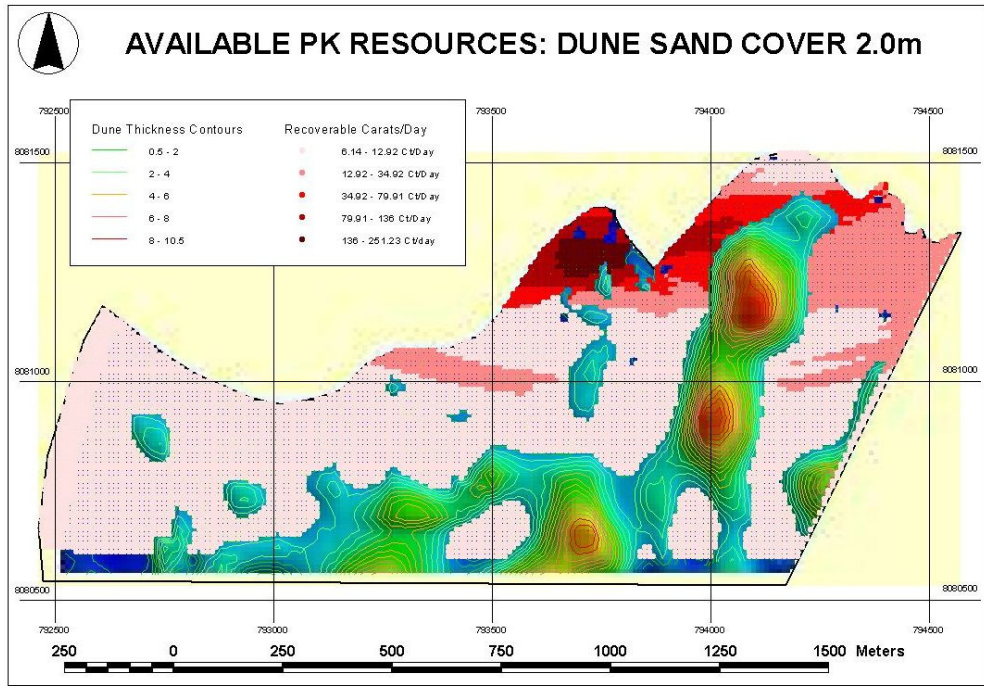 AVAILABLE PK RESOURCES: DUNE SAND COVER 2.0m
792500 793500 794000 794500
Dune Thickness Contours
0.5 - 2
2 - 4
4 - 6
6 - 8
8 - 10.5
Recoverable Carats/Day
6.14 - 12.92 Ct/Day
12.92 - 34.92 Ct/Day
34.92 - 79.91 Ct/Day
79.91 - 136 Ct/Day
136 - 251.23 Ct/day
8081500 8081500
8081000 8081000
8080500 8080500
792500 793000 793500 794000 794500
250 0 250 500 750 1000 1250 1500 Meters